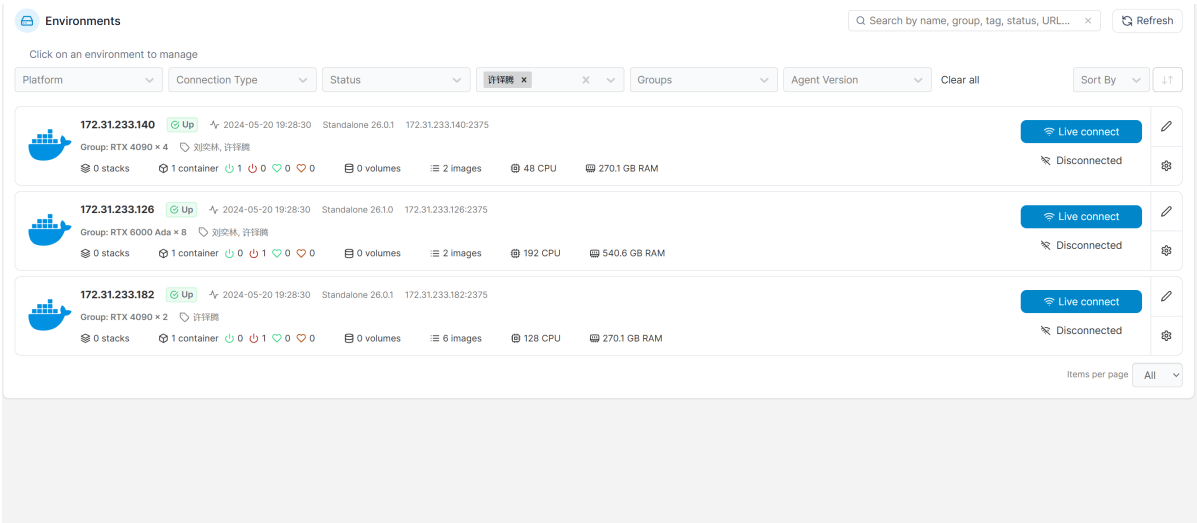 Environments
Search by name, group, tag, status, URL...
Refresh
Click on an environment to manage
Platform Connection Type Status 许铎腾 × Groups Agent Version Clear all Sort By
172.31.233.140 Up 2024-05-20 19:28:30 Standalone 26.0.1 172.31.233.140:2375
Live connect
Group: RTX 4090 × 4 刘奕林, 许铎腾
Disconnected
0 stacks 1 container 1 0 0 0 0 volumes 2 images 48 CPU 270.1 GB RAM
172.31.233.126 Up 2024-05-20 19:28:30 Standalone 26.1.0 172.31.233.126:2375
Live connect
Group: RTX 6000 Ada × 8 刘奕林, 许铎腾
Disconnected
0 stacks 1 container 0 1 0 0 0 volumes 2 images 192 CPU 540.6 GB RAM
172.31.233.182 Up 2024-05-20 19:28:30 Standalone 26.0.1 172.31.233.182:2375
Live connect
Group: RTX 4090 × 2 许铎腾
Disconnected
0 stacks 1 container 0 1 0 0 0 volumes 6 images 128 CPU 270.1 GB RAM
Items per page All